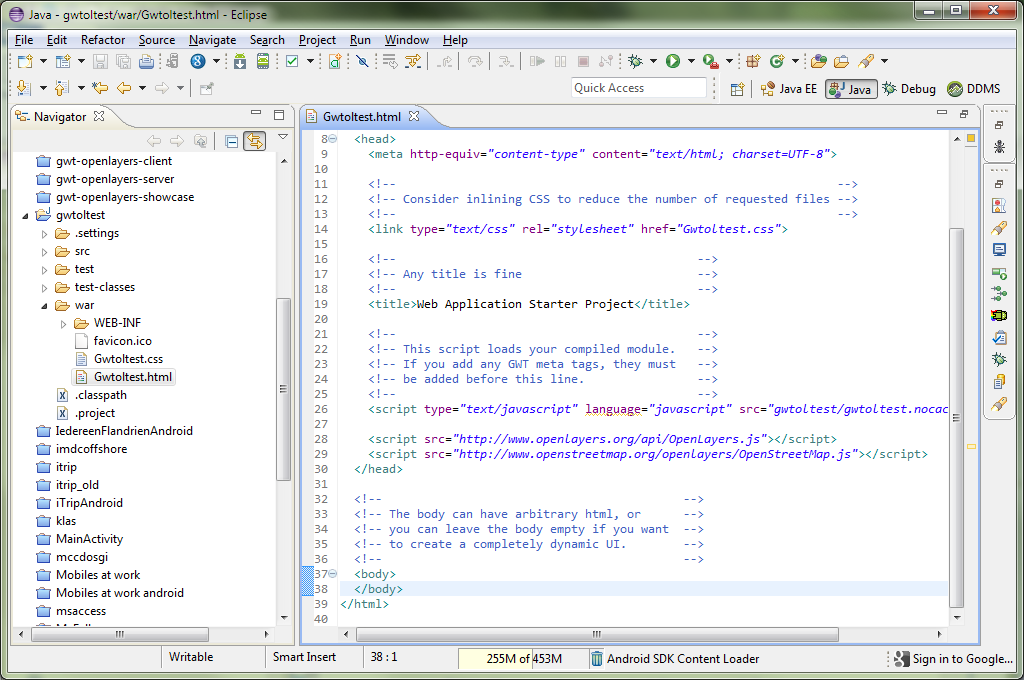 Java - gwtoltest/war/Gwtoltest.html - Eclipse
File Edit Refactor Source Navigate Search Project Run Window Help
8
Quick Access
Java EE
Java
Debug
DDMS
Navigator
gwt-openlayers-client
gwt-openlayers-server
gwt-openlayers-showcase
gwtoltest
.settings
src
test
test-classes
war
WEB-INF
favicon.ico
Gwtoltest.css
Gwtoltest.html
.classpath
.project
IedereenFlandrienAndroid
imdcoffshore
itrip
itrip_old
iTripAndroid
klas
MainActivity
mccdosgi
Mobiles at work
Mobiles at work android
msaccess
Gwtoltest.html
8 <head>
9 <meta http-equiv="content-type" content="text/html; charset=UTF-8">
10
11 <!-- -->
12 <!-- Consider inlining CSS to reduce the number of requested files -->
13 <!-- -->
14 <link type="text/css" rel="stylesheet" href="Gwtoltest.css">
15
16 <!-- -->
17 <!-- Any title is fine -->
18 <!-- -->
19 <title>Web Application Starter Project</title>
20
21 <!-- -->
22 <!-- This script loads your compiled module. -->
23 <!-- If you add any GWT meta tags, they must -->
24 <!-- be added before this line. -->
25 <!-- -->
26 <script type="text/javascript" language="javascript" src="gwtoltest/gwtoltest.nocac
27
28 <script src="http://www.openlayers.org/api/OpenLayers.js"></script>
29 <script src="http://www.openstreetmap.org/openlayers/OpenStreetMap.js"></script>
30 </head>
31
32 <!-- -->
33 <!-- The body can have arbitrary html, or -->
34 <!-- you can leave the body empty if you want -->
35 <!-- to create a completely dynamic UI. -->
36 <!-- -->
37 <body>
38 </body>
39 </html>
40
Writable
Smart Insert
38 : 1
255M of 453M
Android SDK Content Loader
Sign in to Google...